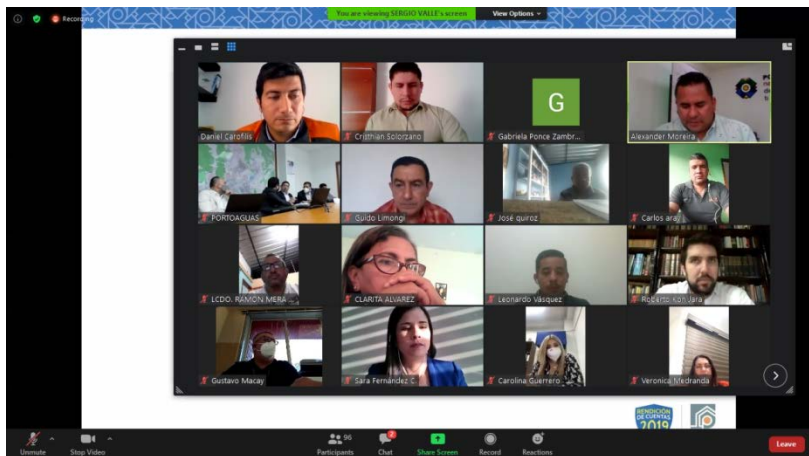 Recording
You are viewing SERGIO VALLE's screen
View Options
Daniel Carofilis
Cristhian Solorzano
G
Gabriela Ponce Zambr...
Alexander Moreira
PORTOAGUAS
Guido Limongi
José quiroz
Carlos aray
LCDO. RAMON MERA
CLARITA ALVAREZ
Leonardo Vásquez
Roberto Kon Jara
Gustavo Macay
Sara Fernández C.
Carolina Guerrero
Veronica Medranda
RENDICIÓN
DE CUENTAS
2019
Unmute
Stop Video
96
Participants
2
Chat
Share Screen
Record
Reactions
Leave